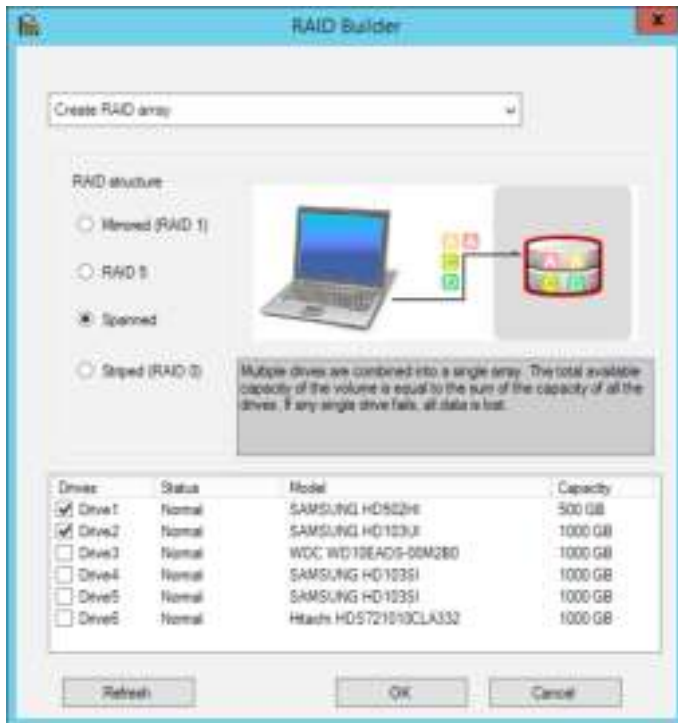 RAID Builder
x
Create RAID array
RAID structure
Mirrored (RAID 1)
RAID 5
Spanned
Striped (RAID 0)
Multiple drives are combined into a single array. The total available
capacity of the volume is equal to the sum of the capacity of all the
drives. If any single drive fails, all data is lost.
Drives Status Model Capacity
Drive1 Normal SAMSUNG HD502HI 500 GB
Drive2 Normal SAMSUNG HD103UI 1000 GB
Drive3 Normal WDC WD10EADS-00M2B0 1000 GB
Drive4 Normal SAMSUNG HD103SI 1000 GB
Drive5 Normal SAMSUNG HD103SI 1000 GB
Drive6 Normal Hitachi HDS721010CLA332 1000 GB
Refresh OK Cancel